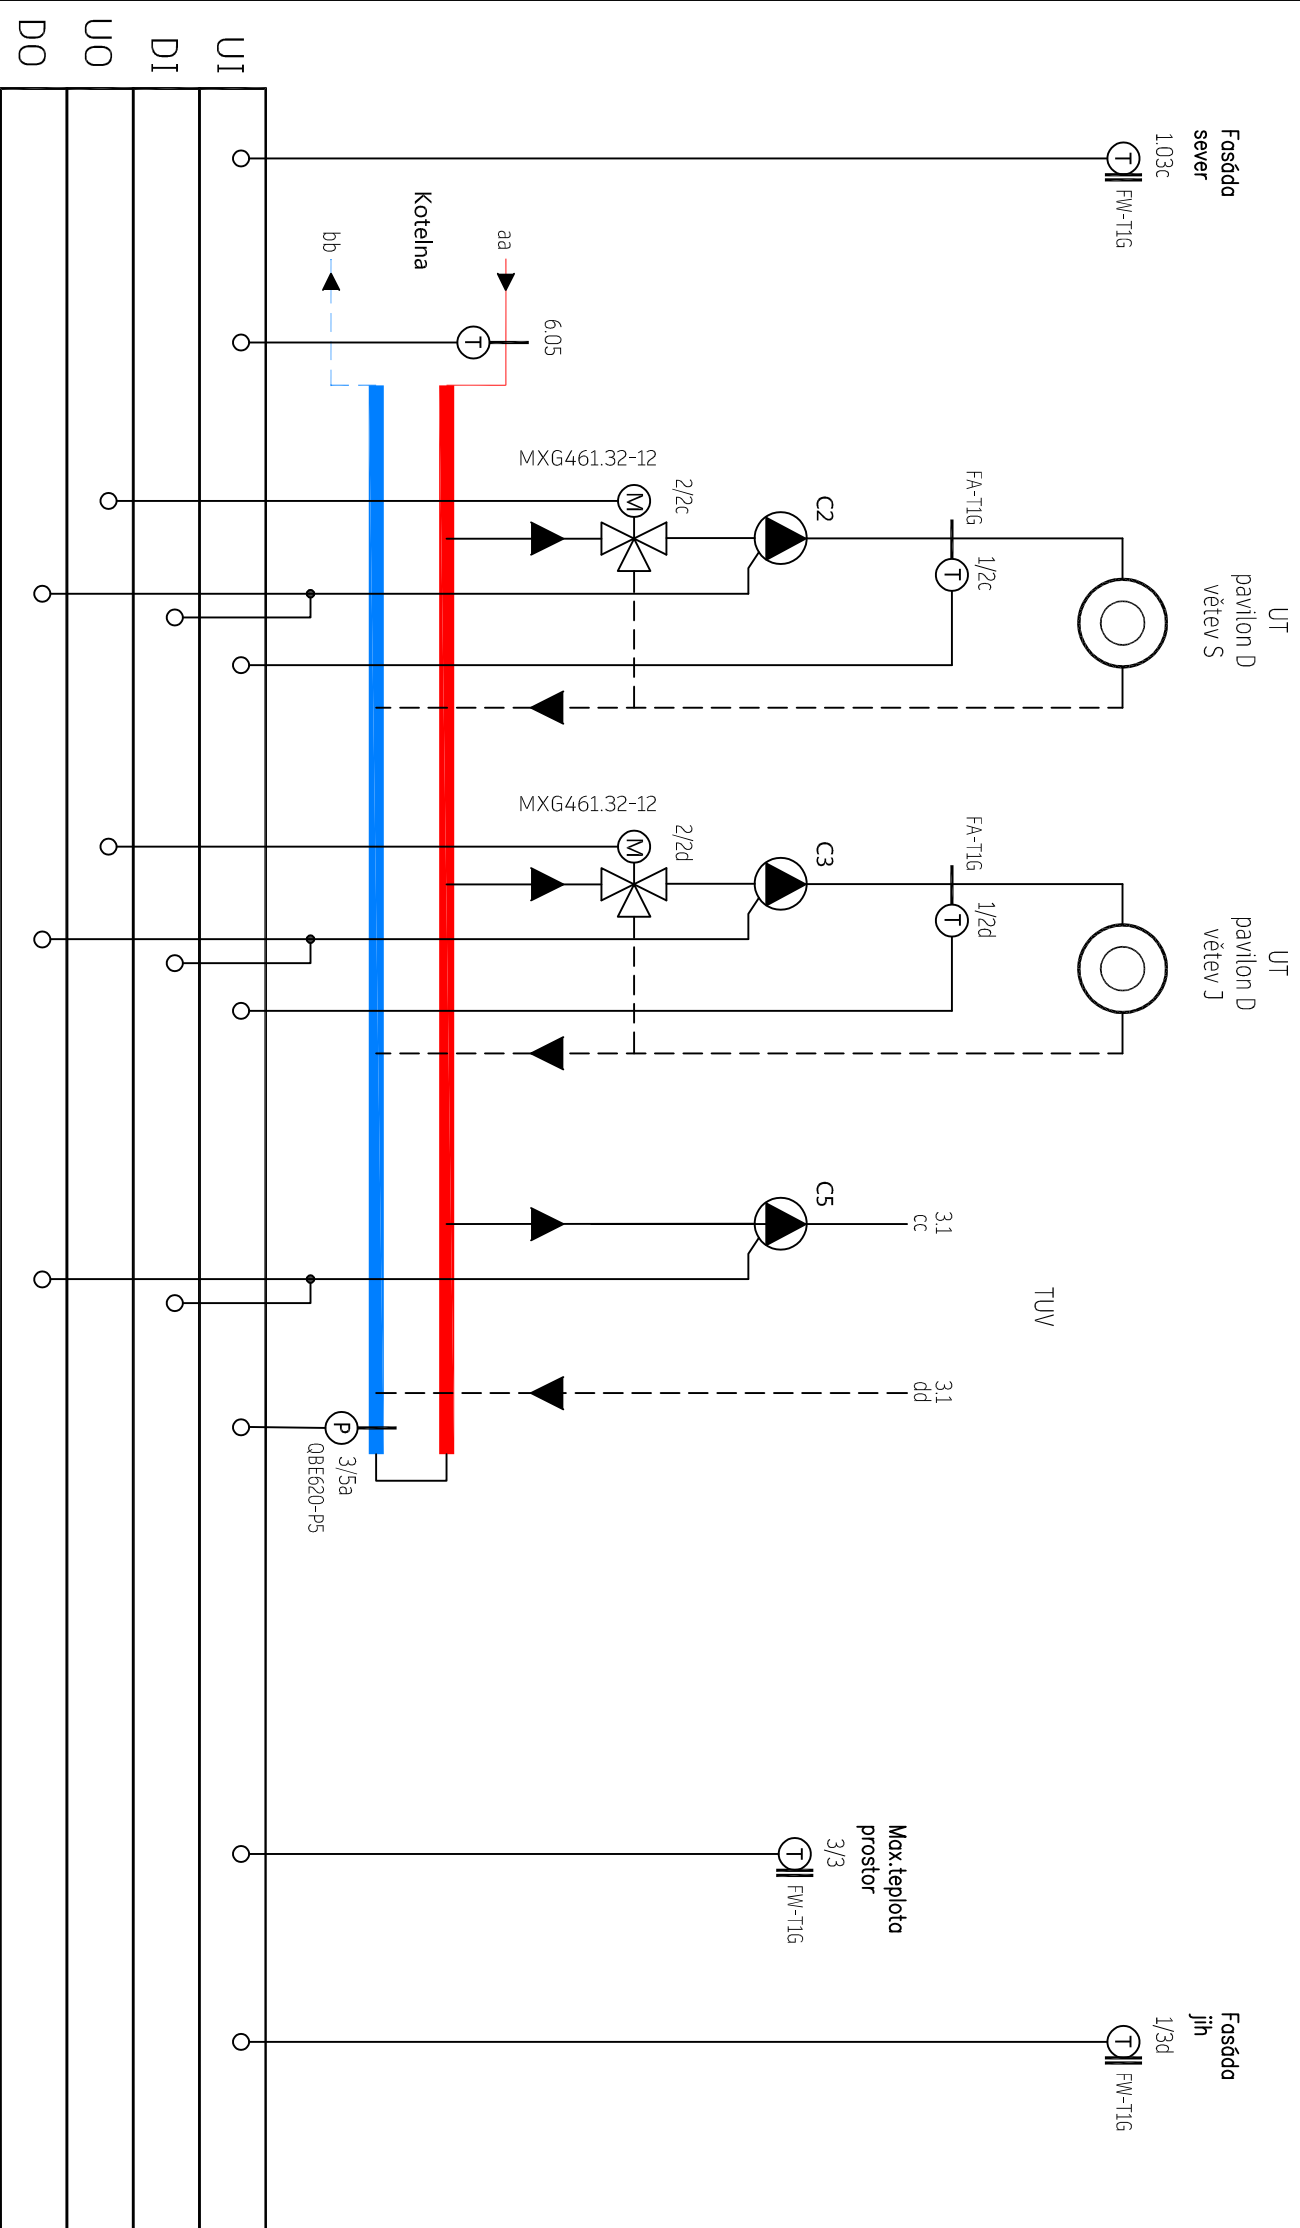 Fasáda
sever
1.03c
T
FW-T1G
Kotelna
aa
bb
6.05
T
UT
pavilon D
větev S
FA-T1G
1/2c
T
C2
2/2c
M
MXG461.32-12
UT
pavilon D
větev J
FA-T1G
1/2d
T
C3
2/2d
M
MXG461.32-12
C5
3.1
cc
TUV
3.1
dd
P
3/5a
QBE620-P5
Max.teplota
prostor
3/3
T
FW-T1G
Fasáda
jih
1/3d
T
FW-T1G
UI
DI
UO
DO